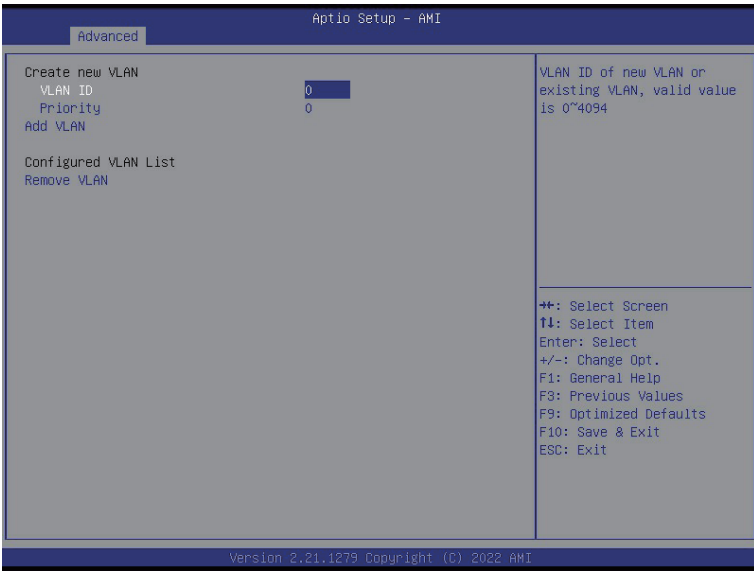 Aptio Setup – AMI
Advanced
Create new VLAN
VLAN ID 0
Priority 0
Add VLAN
Configured VLAN List
Remove VLAN
VLAN ID of new VLAN or
existing VLAN, valid value
is 0~4094
→←: Select Screen
↑↓: Select Item
Enter: Select
+/-: Change Opt.
F1: General Help
F3: Previous Values
F9: Optimized Defaults
F10: Save & Exit
ESC: Exit
Version 2.21.1279 Copyright (C) 2022 AMI